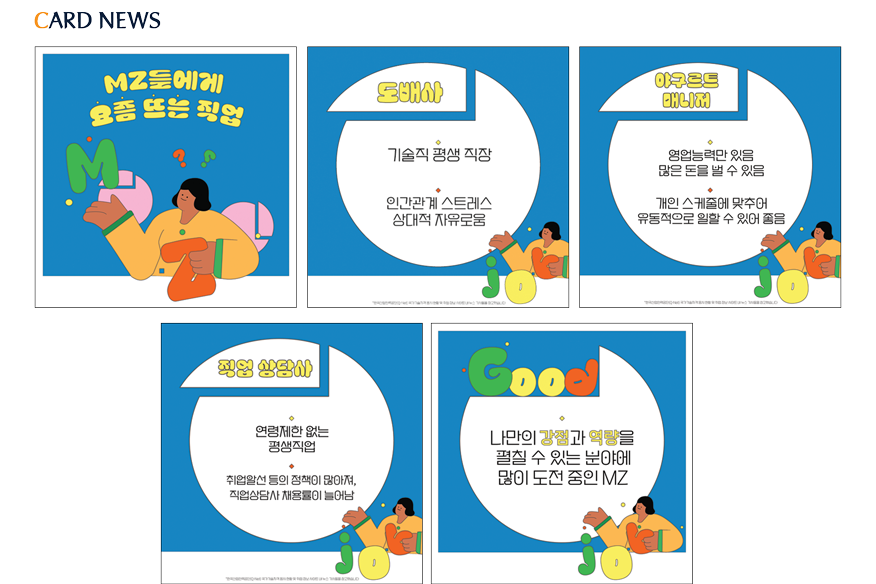 CARD NEWS
MZ들에게
요즘 뜨는 직업
M
? ?
Z
도배사
기술직 평생 직장
인간관계 스트레스
상대적 자유로움
job
야쿠르트
매니저
영업능력만 있음
많은 돈을 벌 수 있음
개인 스케줄에 맞추어
유동적으로 일할 수 있어 좋음
job
직업 상담사
연령제한 없는
평생직업
취업알선 등의 정책이 많아져,
직업상담사 채용률이 늘어남
job
Good
나만의 강점과 역량을
펼칠 수 있는 분야에
많이 도전 중인 MZ
job